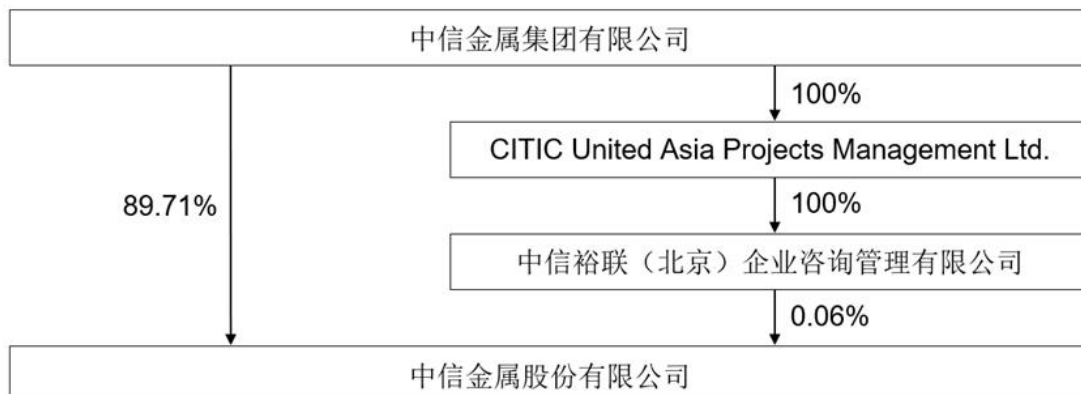 中信金属集团有限公司
100%
CITIC United Asia Projects Management Ltd.
89.71%
100%
中信裕联（北京）企业咨询管理有限公司
0.06%
中信金属股份有限公司